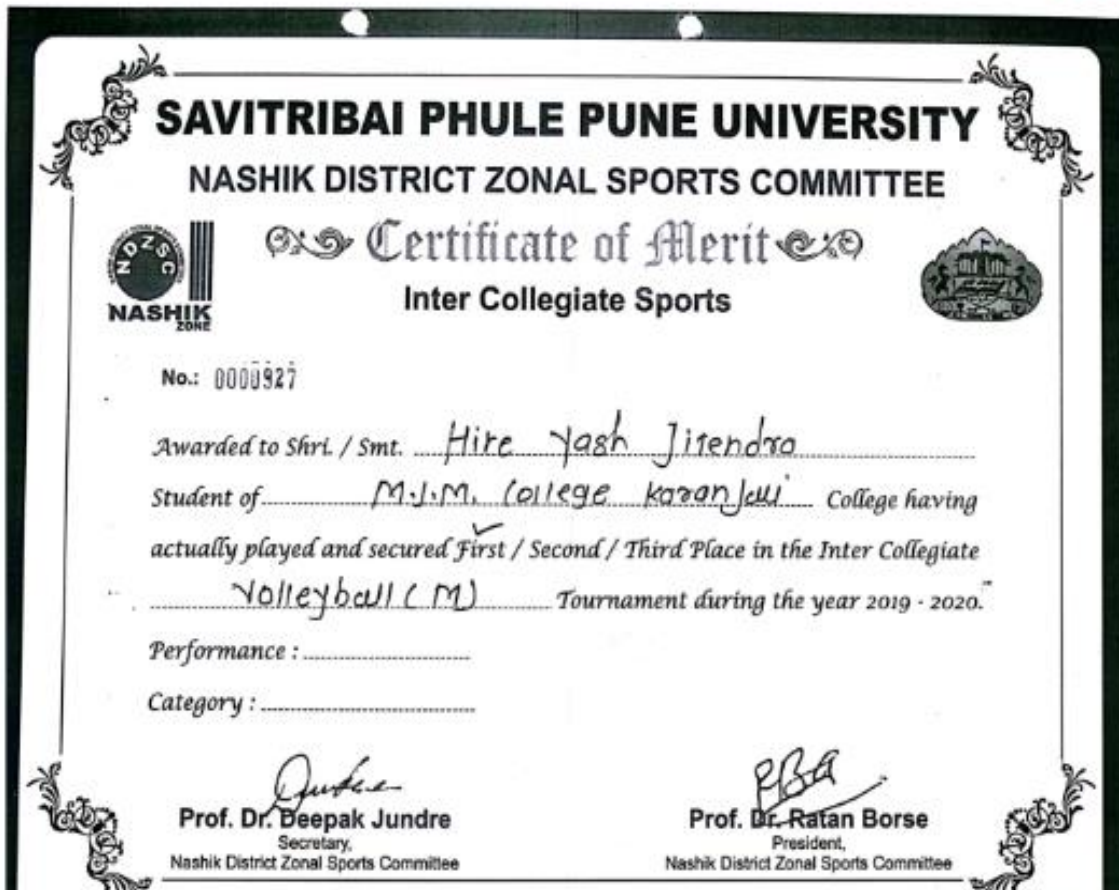 SAVITRIBAI PHULE PUNE UNIVERSITY
NASHIK DISTRICT ZONAL SPORTS COMMITTEE
Certificate of Merit
Inter Collegiate Sports
NDZSC
NASHIK
ZONE
No.: 0000927
Awarded to Shri. / Smt. Hire Yash Jitendra
Student of M.J.M. College Karanjali College having
actually played and secured First / Second / Third Place in the Inter Collegiate
Volleyball (M) Tournament during the year 2019 - 2020.
Performance :
Category :
Prof. Dr. Deepak Jundre Prof. Dr. Ratan Borse
Secretary, President,
Nashik District Zonal Sports Committee Nashik District Zonal Sports Committee